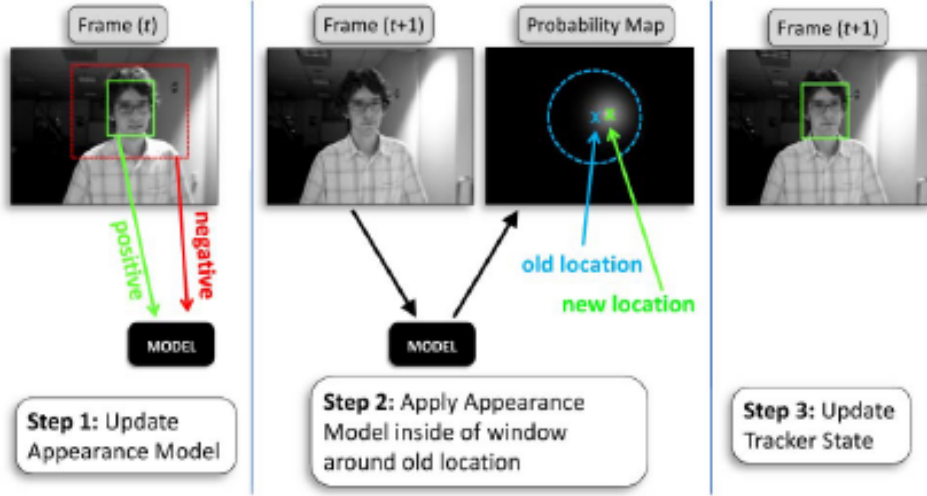 Frame (t)
Frame (t+1)
Probability Map
Frame (t+1)
positive
negative
old location
new location
MODEL
MODEL
Step 1: Update
Appearance Model
Step 2: Apply Appearance
Model inside of window
around old location
Step 3: Update
Tracker State